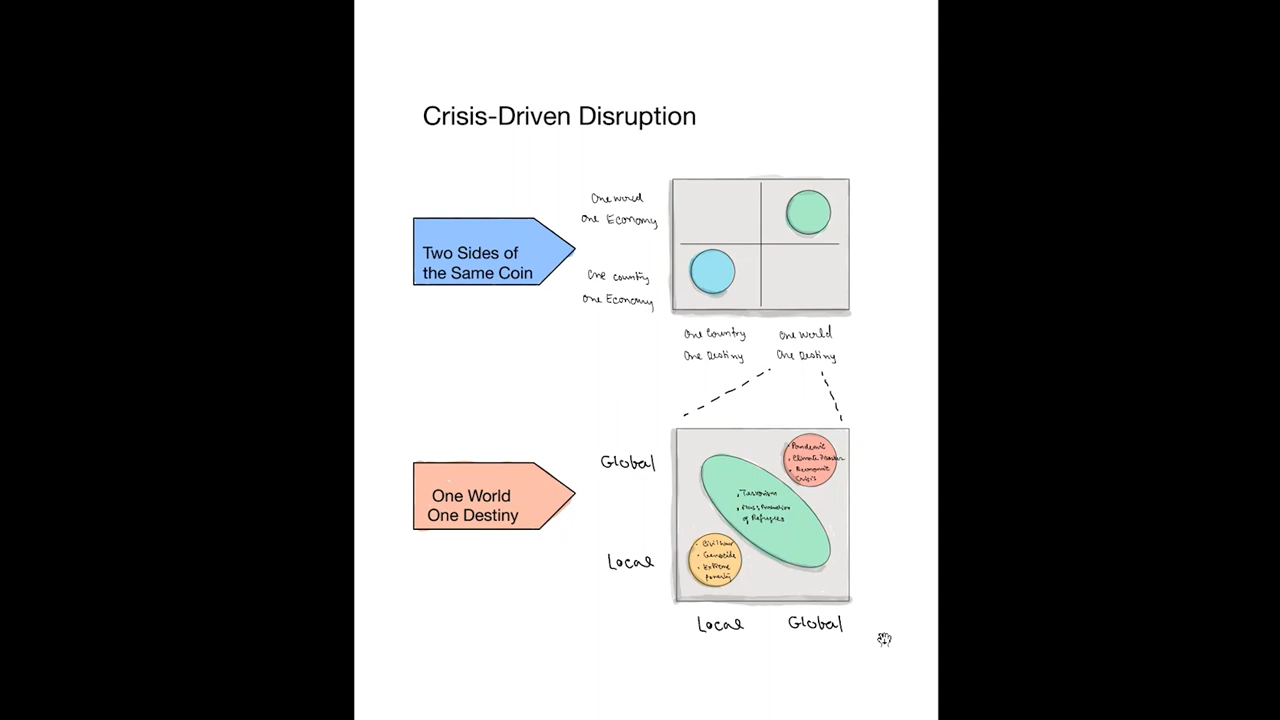 Crisis-Driven Disruption
One world
One Economy
Two Sides of
the Same Coin
One country
One Economy
One Country
One Destiny
One World
One Destiny
Global
• Pandemic
• Climate Disaster
• Economic
Crisis
One World
One Destiny
• Terrorism
• Mass Production
of Refugees
• Civil War
• Genocide
• Extreme
Poverty
Local
Local
Global